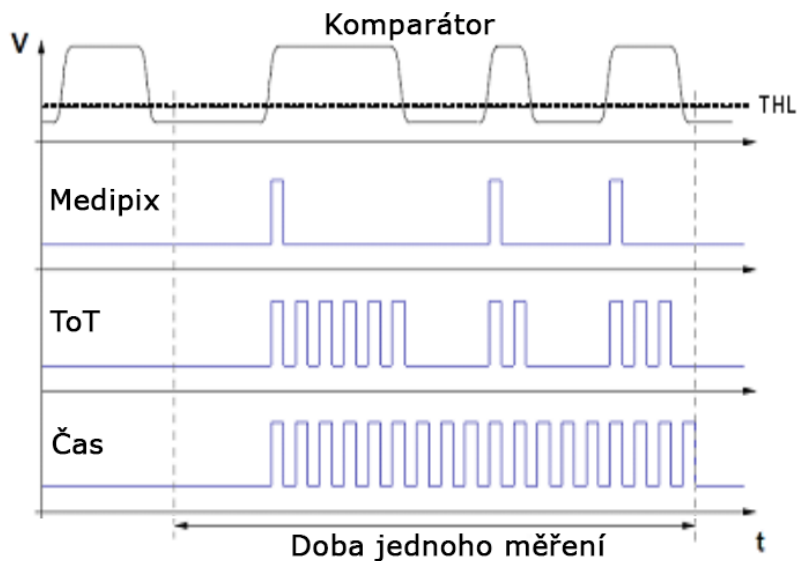 Komparátor
V
THL
Medipix
ToT
Čas
Doba jednoho měření
t